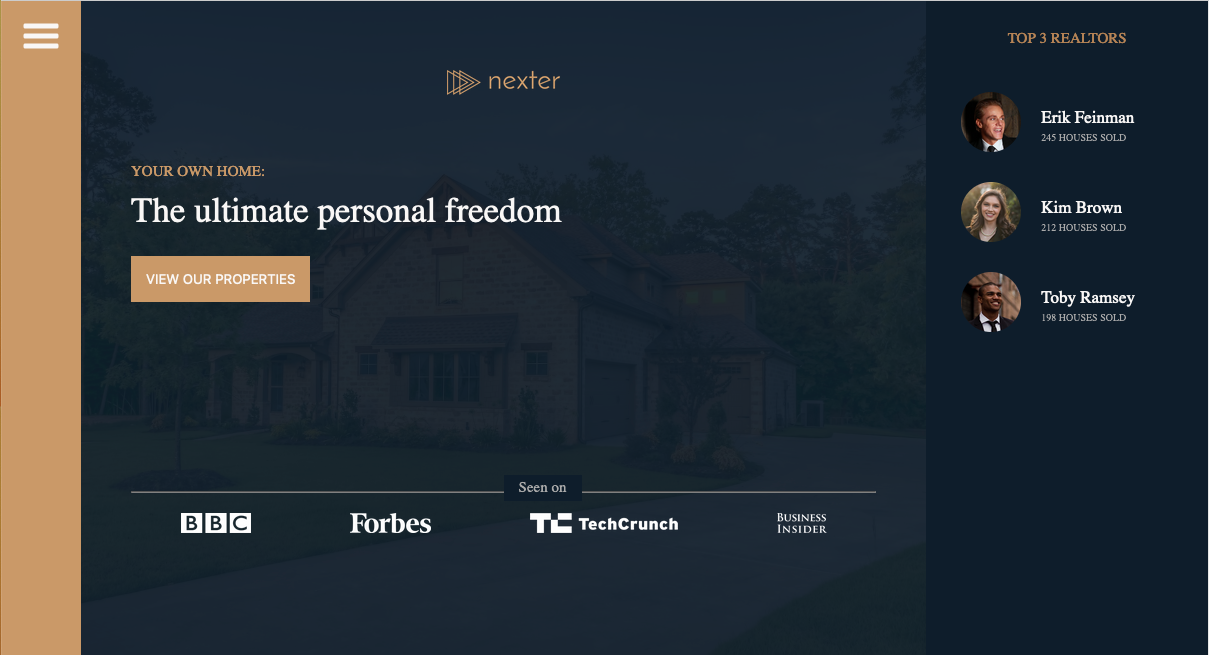 nexter
YOUR OWN HOME:
The ultimate personal freedom
VIEW OUR PROPERTIES
Seen on
BBC
Forbes
TC TechCrunch
BUSINESS
INSIDER
TOP 3 REALTORS
Erik Feinman
245 HOUSES SOLD
Kim Brown
212 HOUSES SOLD
Toby Ramsey
198 HOUSES SOLD